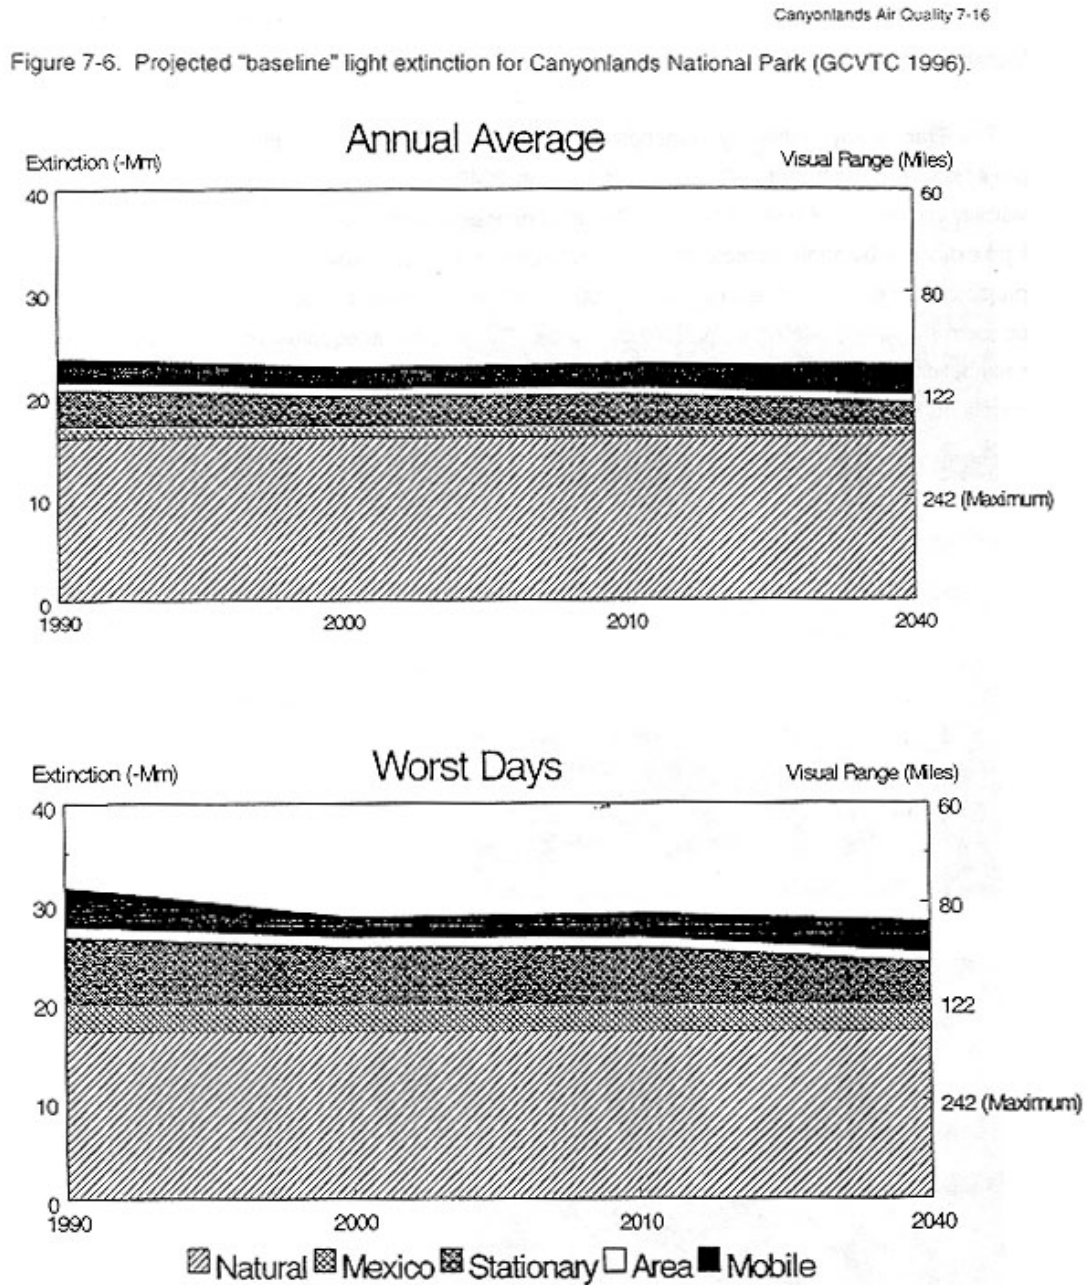 Canyonlands Air Quality 7-16
Figure 7-6. Projected "baseline" light extinction for Canyonlands National Park (GCVTC 1996).
Annual Average
Extinction (-Mm)
Visual Range (Miles)
40
60
30
80
20
122
10
242 (Maximum)
0
1990
2000
2010
2040
Worst Days
Extinction (-Mm)
Visual Range (Miles)
40
60
30
80
20
122
10
242 (Maximum)
0
1990
2000
2010
2040
Natural Mexico Stationary Area Mobile